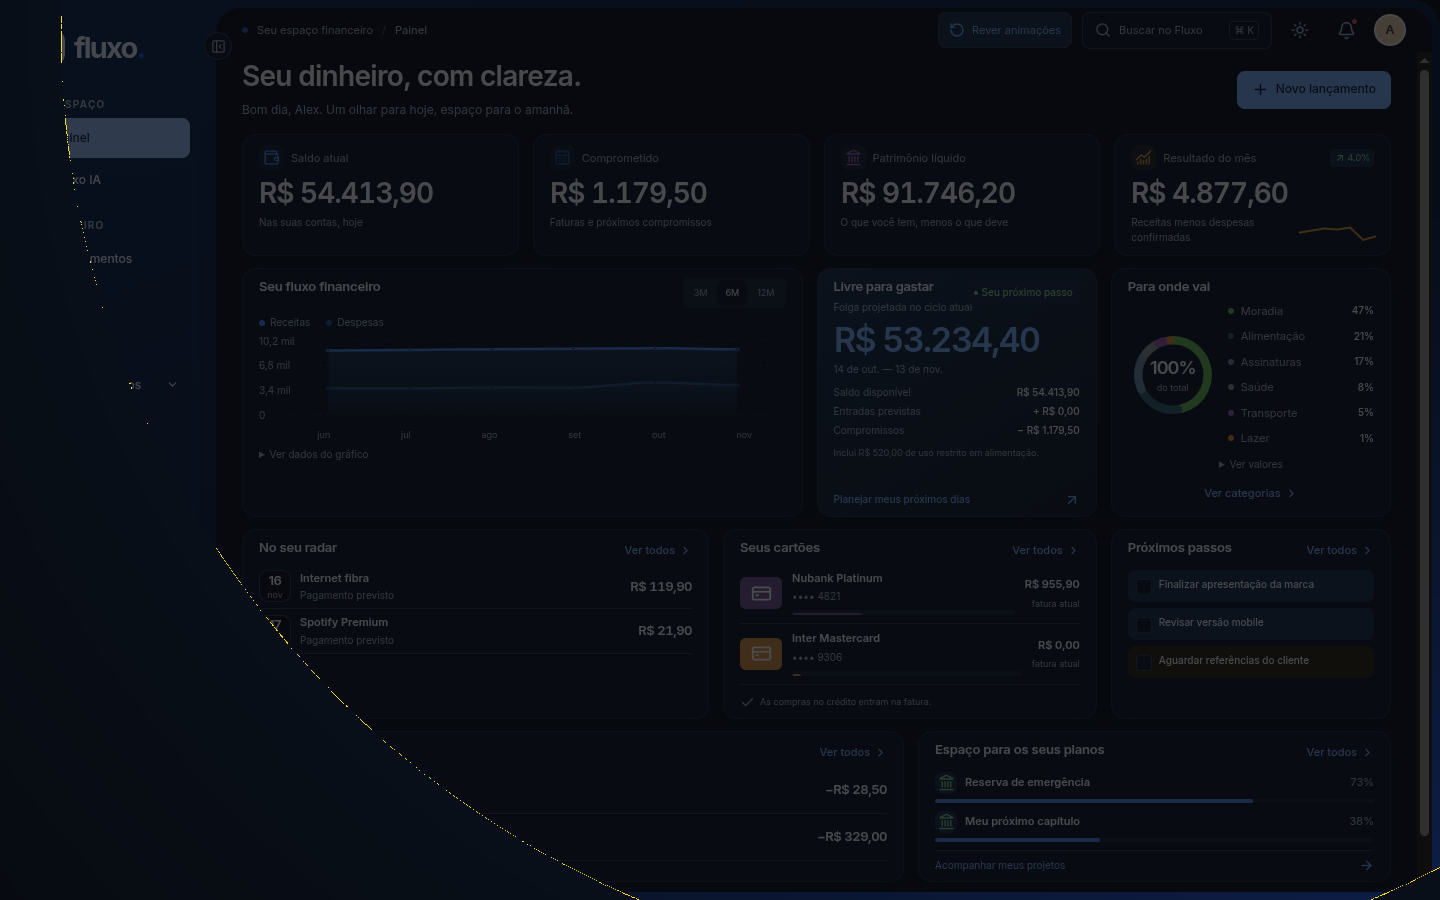 fluxo.
Seu espaço financeiro / Painel
Rever animações
Buscar no Fluxo
⌘ K
A
Seu dinheiro, com clareza.
Bom dia, Alex. Um olhar para hoje, espaço para o amanhã.
Novo lançamento
Saldo atual
R$ 54.413,90
Nas suas contas, hoje
Comprometido
R$ 1.179,50
Faturas e próximos compromissos
Patrimônio líquido
R$ 91.746,20
O que você tem, menos o que deve
Resultado do mês
4.0%
R$ 4.877,60
Receitas menos despesas
confirmadas
Seu fluxo financeiro
3M 6M 12M
Receitas Despesas
10,2 mil
6,8 mil
3,4 mil
0
jun jul ago set out nov
Ver dados do gráfico
Livre para gastar
Seu próximo passo
Folga projetada no ciclo atual
R$ 53.234,40
14 de out. — 13 de nov.
Saldo disponível R$ 54.413,90
Entradas previstas + R$ 0,00
Compromissos − R$ 1.179,50
Inclui R$ 520,00 de uso restrito em alimentação.
Planejar meus próximos dias
Para onde vai
100%
do total
Moradia 47%
Alimentação 21%
Assinaturas 17%
Saúde 8%
Transporte 5%
Lazer 1%
Ver valores
Ver categorias
No seu radar
Ver todos
16
nov
Internet fibra
Pagamento previsto
R$ 119,90
Spotify Premium
Pagamento previsto
R$ 21,90
Seus cartões
Ver todos
Nubank Platinum
•••• 4821
R$ 955,90
fatura atual
Inter Mastercard
•••• 9306
R$ 0,00
fatura atual
As compras no crédito entram na fatura.
Próximos passos
Ver todos
Finalizar apresentação da marca
Revisar versão mobile
Aguardar referências do cliente
Ver todos
−R$ 28,50
−R$ 329,00
Espaço para os seus planos
Ver todos
Reserva de emergência 73%
Meu próximo capítulo 38%
Acompanhar meus projetos